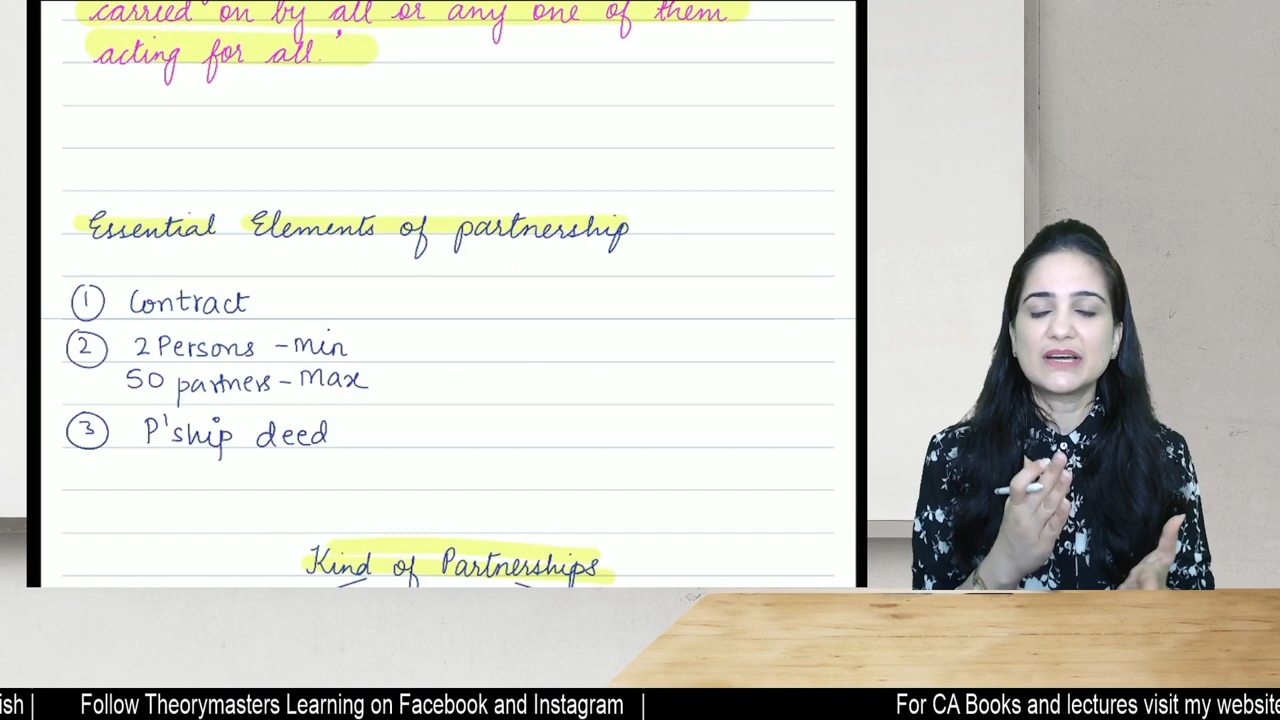 carried on by all or any one of them
acting for all.'
Essential Elements of partnership
① Contract
② 2 Persons - min
50 partners - Max
③ P'ship deed
Kind of Partnerships
ish | Follow Theorymasters Learning on Facebook and Instagram | For CA Books and lectures visit my website